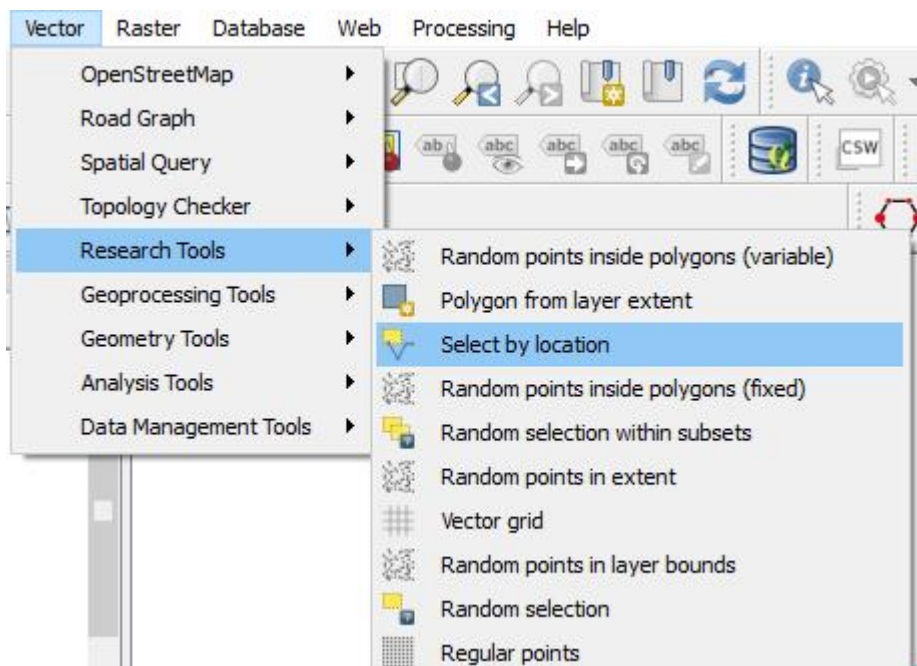 Vector Raster Database Web Processing Help
OpenStreetMap
Road Graph
Spatial Query
Topology Checker
Research Tools
Geoprocessing Tools
Geometry Tools
Analysis Tools
Data Management Tools
ab abc abc abc abc
CSW
Random points inside polygons (variable)
Polygon from layer extent
Select by location
Random points inside polygons (fixed)
Random selection within subsets
Random points in extent
Vector grid
Random points in layer bounds
Random selection
Regular points